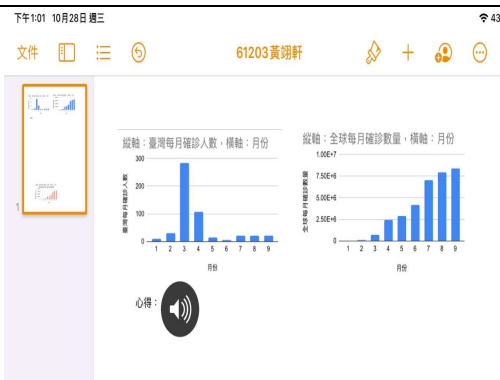 下午1:01 10月28日 週三
43
文件
61203黃翊軒
1
縱軸：臺灣每月確診人數，橫軸：月份
300
200
100
0
臺灣每月確診人數
1 2 3 4 5 6 7 8 9
月份
縱軸：全球每月確診數量，橫軸：月份
1.00E+7
7.50E+6
5.00E+6
2.50E+6
0
全球每月確診數量
1 2 3 4 5 6 7 8 9
月份
心得：